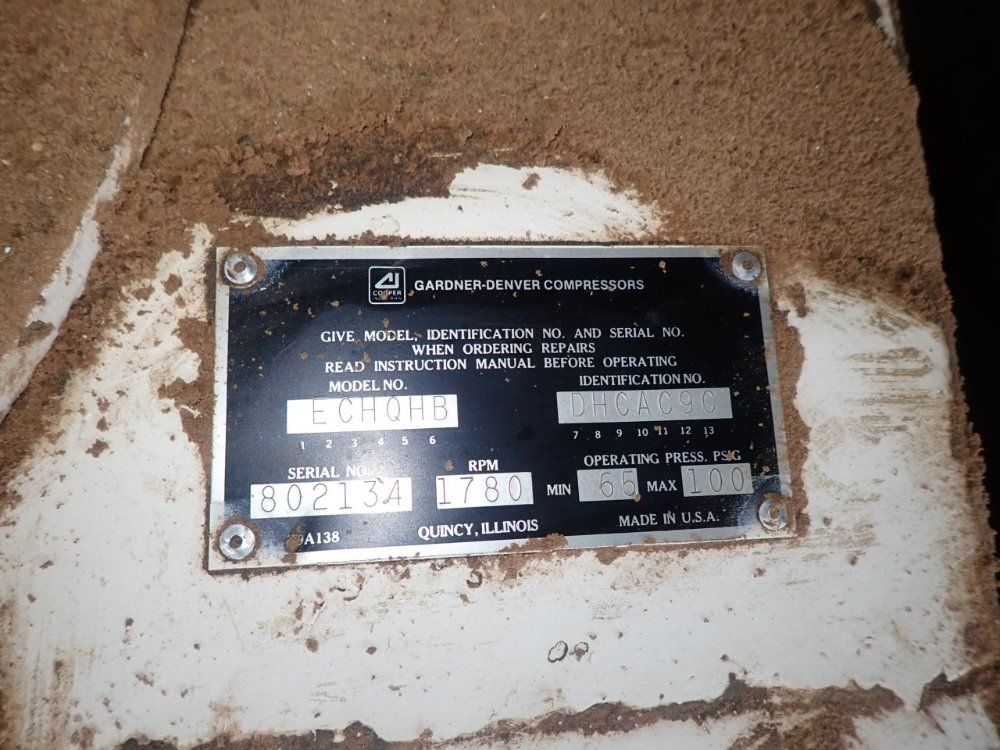 COOPER
GARDNER-DENVER COMPRESSORS
GIVE MODEL, IDENTIFICATION NO. AND SERIAL NO.
WHEN ORDERING REPAIRS
READ INSTRUCTION MANUAL BEFORE OPERATING
MODEL NO. IDENTIFICATION NO.
ECHQHB DHCAC9C
1 2 3 4 5 6 7 8 9 10 11 12 13
SERIAL NO. RPM OPERATING PRESS. PSIG
802134 1780 MIN 65 MAX 100
QUINCY, ILLINOIS MADE IN U.S.A.